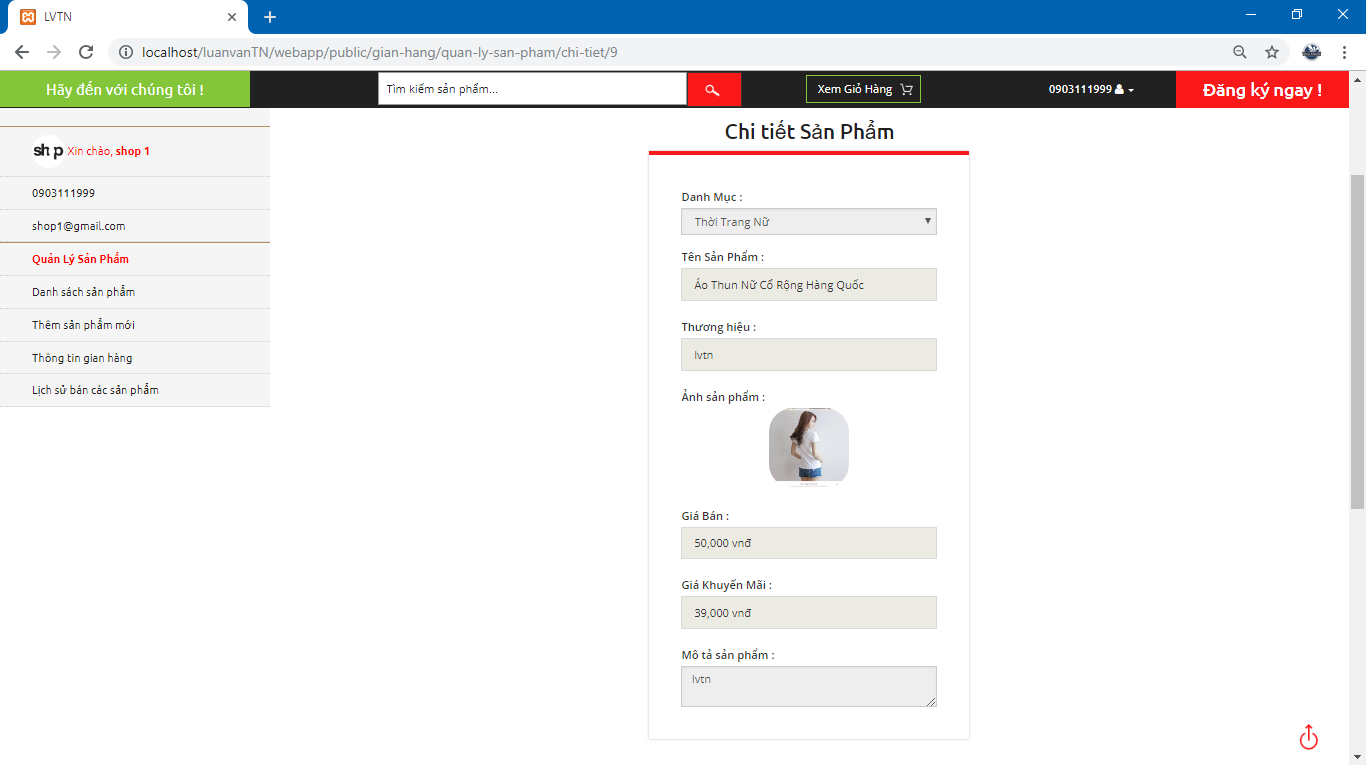 LVTN
localhost/luanvanTN/webapp/public/gian-hang/quan-ly-san-pham/chi-tiet/9
Hãy đến với chúng tôi !
Tìm kiếm sản phẩm...
Xem Giỏ Hàng
0903111999
Đăng ký ngay !
shop Xin chào, shop 1
0903111999
shop1@gmail.com
Quản Lý Sản Phẩm
Danh sách sản phẩm
Thêm sản phẩm mới
Thông tin gian hàng
Lịch sử bán các sản phẩm
Chi tiết Sản Phẩm
Danh Mục :
Thời Trang Nữ
Tên Sản Phẩm :
Áo Thun Nữ Cổ Rộng Hàng Quốc
Thương hiệu :
lvtn
Ảnh sản phẩm :
Giá Bán :
50,000 vnđ
Giá Khuyến Mãi :
39,000 vnđ
Mô tả sản phẩm :
lvtn